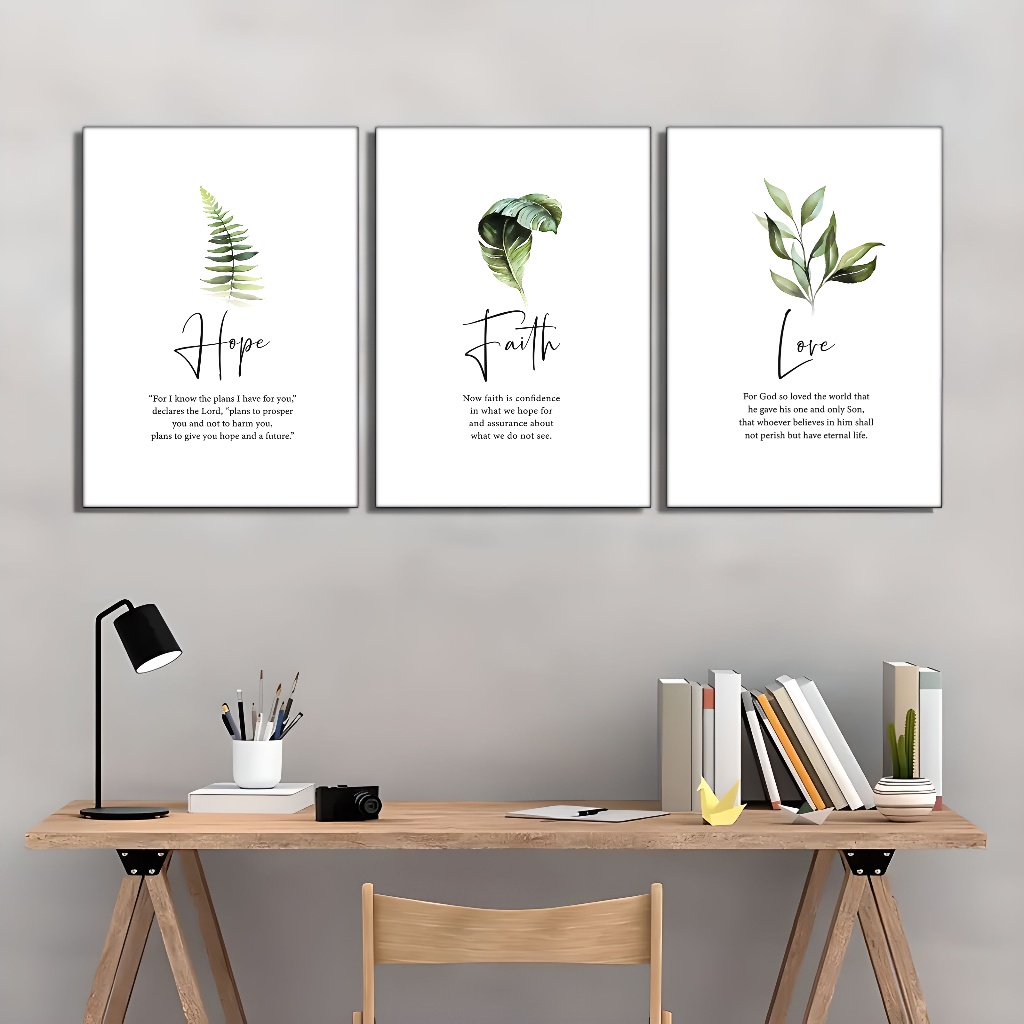 Hope
“For I know the plans I have for you,”
declares the Lord, “plans to prosper
you and not to harm you,
plans to give you hope and a future.”
Faith
Now faith is confidence
in what we hope for
and assurance about
what we do not see.
Love
For God so loved the world that
he gave his one and only Son,
that whoever believes in him shall
not perish but have eternal life.